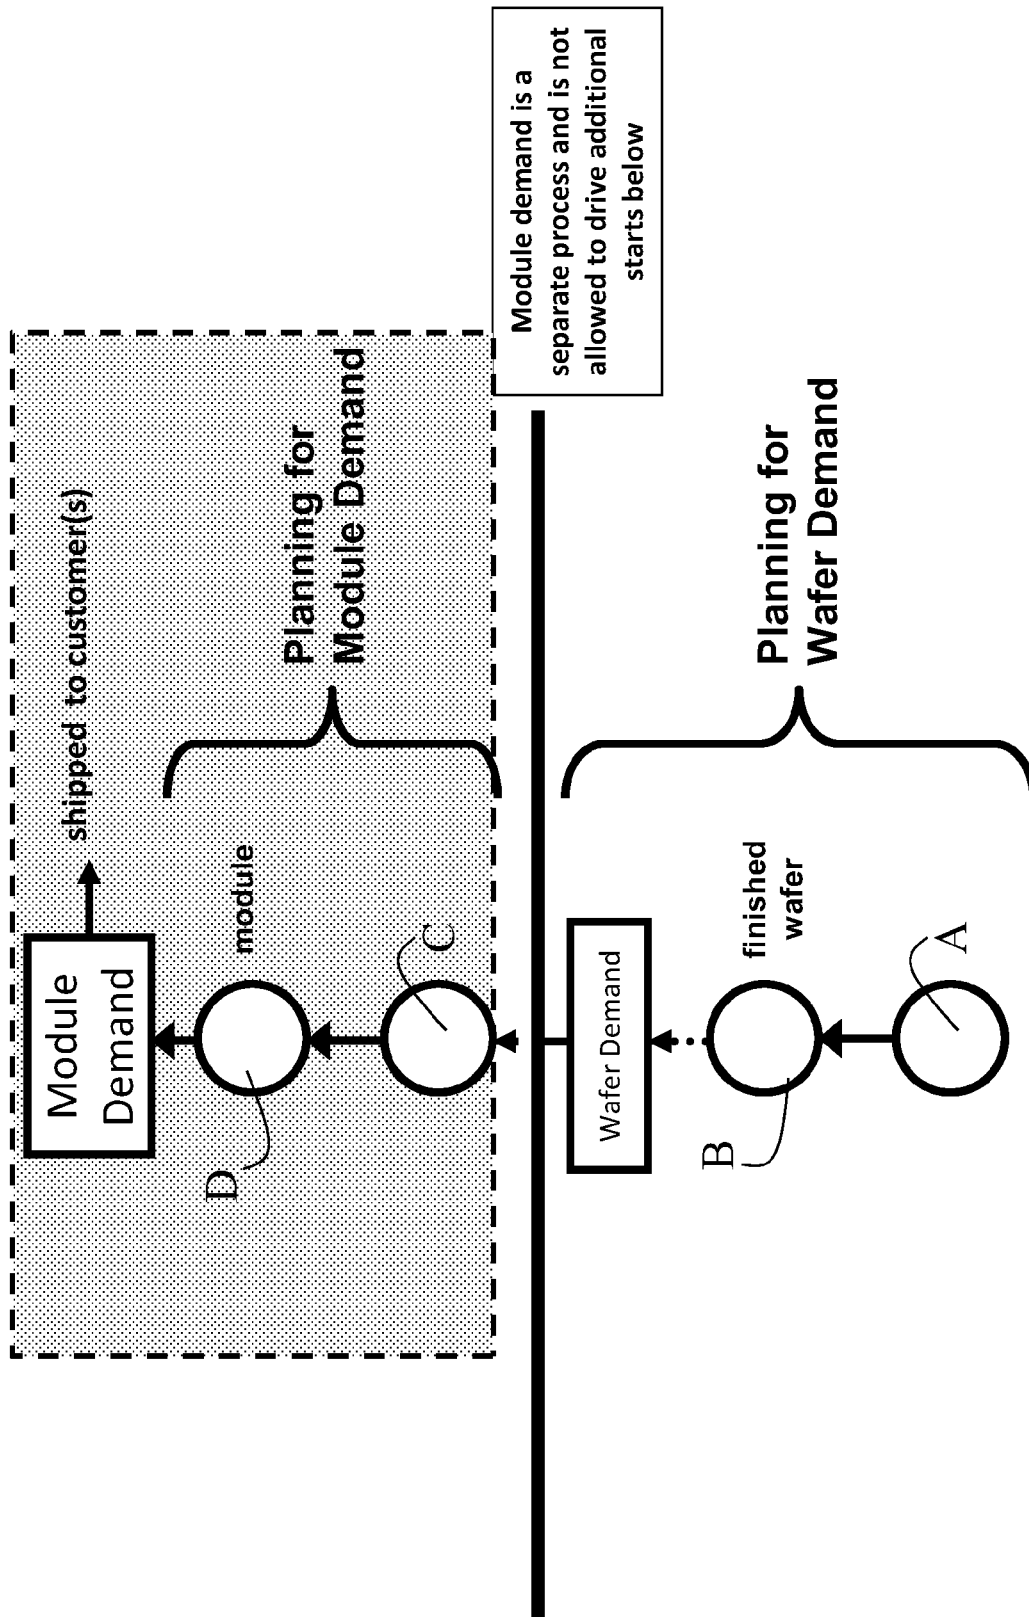 Module
Demand
shipped to customer(s)
D
module
C
Planning for
Module Demand
Module demand is a
separate process and is not
allowed to drive additional
starts below
Wafer Demand
B
finished
wafer
A
Planning for
Wafer Demand